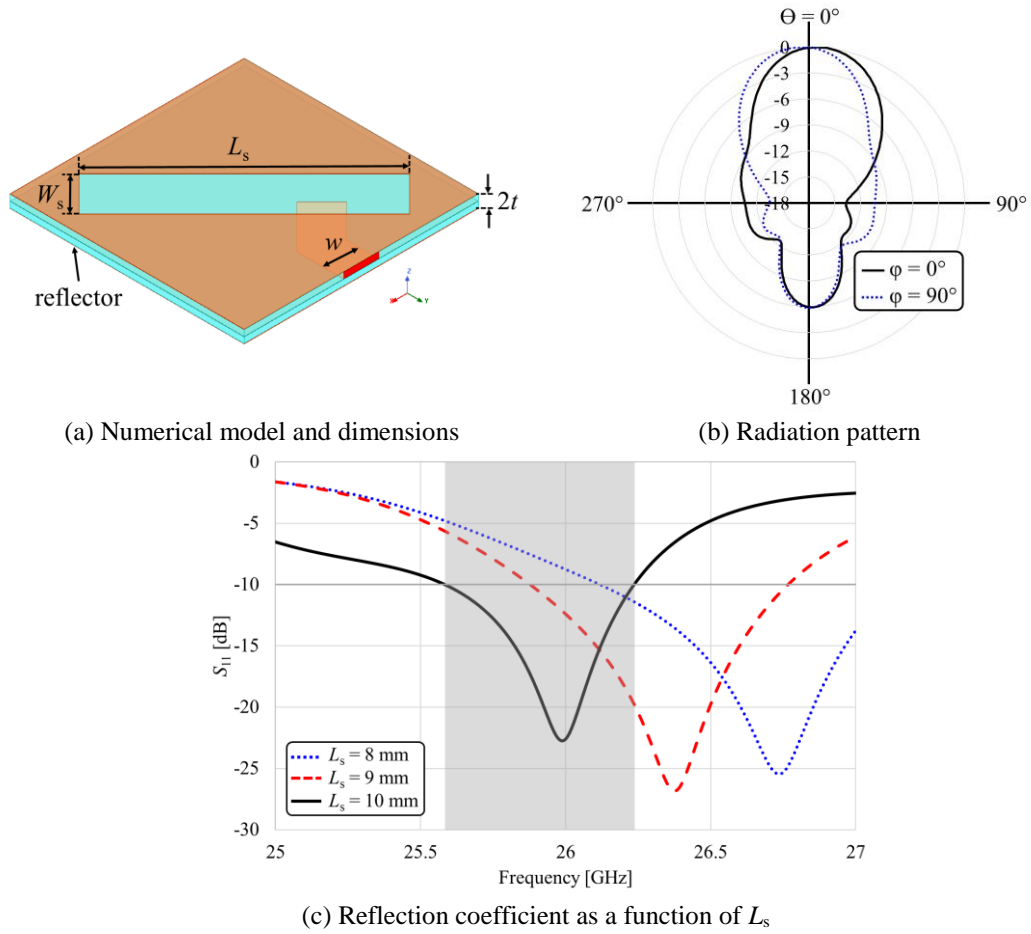 Lₛ
Wₛ
2t
w
reflector
Z
X
Y
(a) Numerical model and dimensions
Ɵ = 0°
0
-3
-6
-9
-12
-15
-18
270°
90°
φ = 0°
φ = 90°
180°
(b) Radiation pattern
0
-5
-10
-15
-20
-25
-30
S₁₁ [dB]
Lₛ = 8 mm
Lₛ = 9 mm
Lₛ = 10 mm
25
25.5
26
26.5
27
Frequency [GHz]
(c) Reflection coefficient as a function of Lₛ